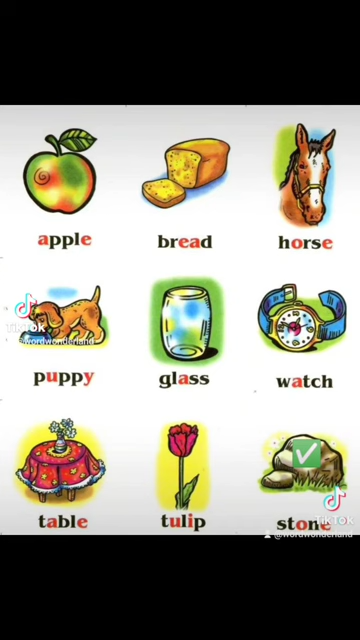 apple
bread
horse
TikTok
@wordwonderland
puppy
glass
watch
table
tulip
stone
TikTok
@wordwonderland